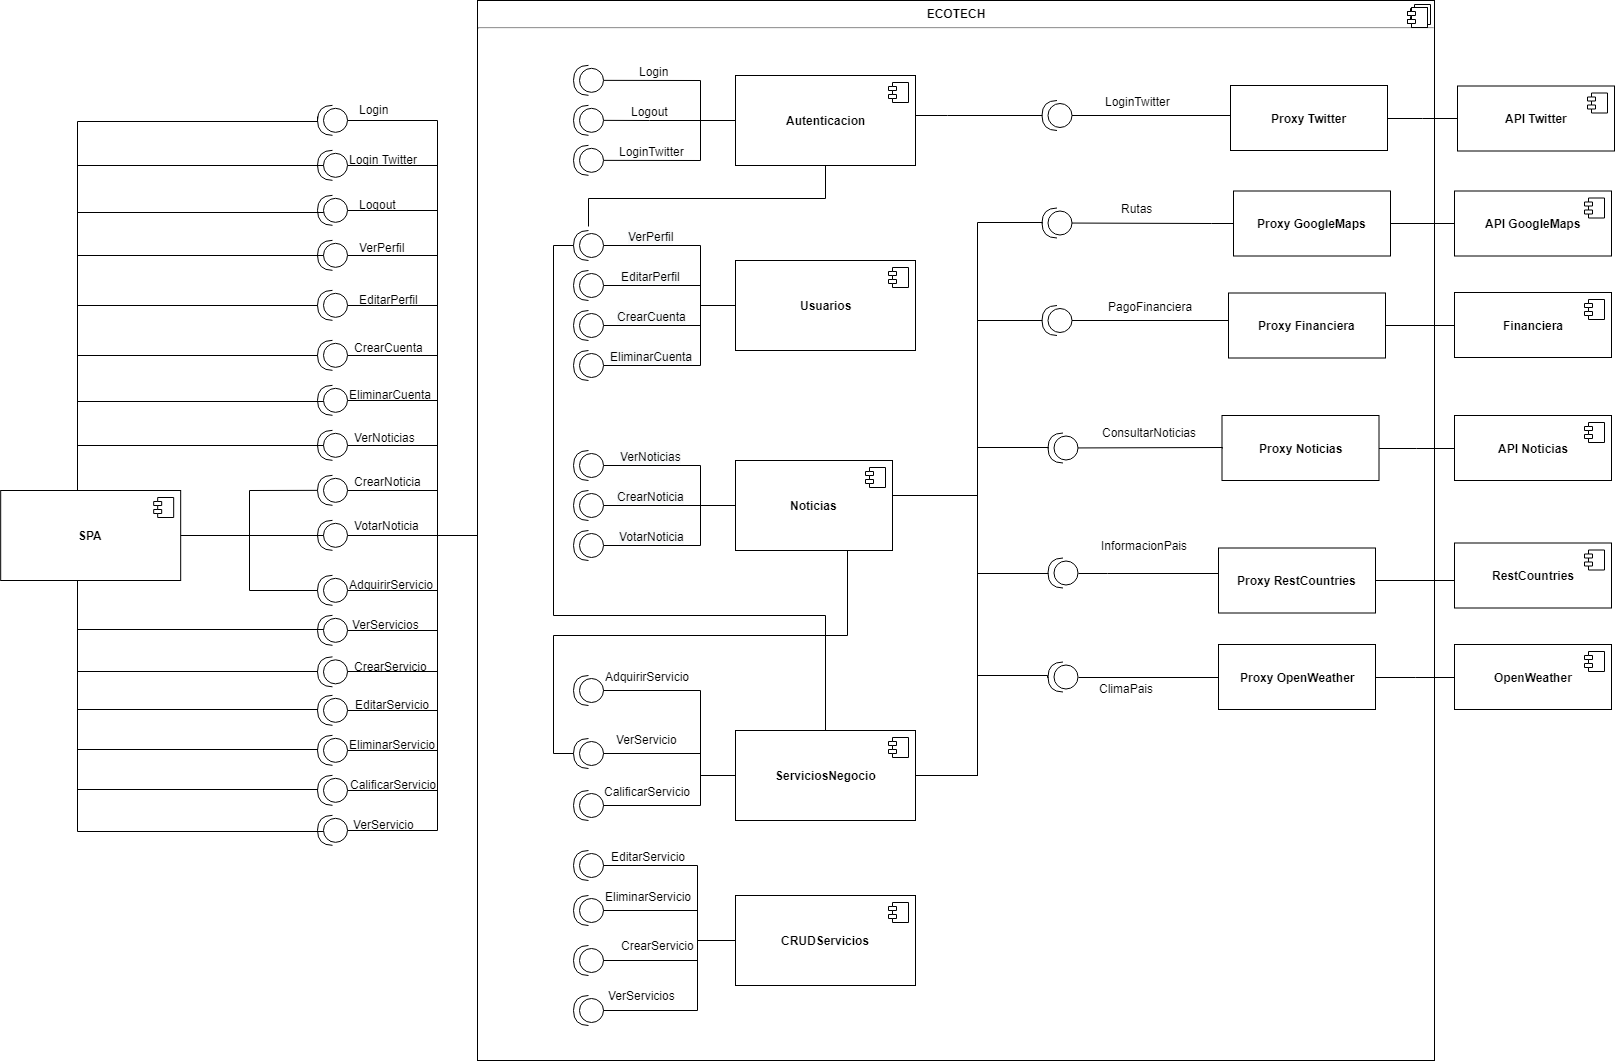 ECOTECH
Login
Login Twitter
Logout
VerPerfil
EditarPerfil
CrearCuenta
EliminarCuenta
VerNoticias
CrearNoticia
VotarNoticia
AdquirirServicio
VerServicios
CrearServicio
EditarServicio
EliminarServicio
CalificarServicio
VerServicio
SPA
Login
Logout
LoginTwitter
Autenticacion
VerPerfil
EditarPerfil
CrearCuenta
EliminarCuenta
Usuarios
VerNoticias
CrearNoticia
VotarNoticia
Noticias
AdquirirServicio
VerServicio
CalificarServicio
ServiciosNegocio
EditarServicio
EliminarServicio
CrearServicio
VerServicios
CRUDServicios
LoginTwitter
Proxy Twitter
API Twitter
Rutas
Proxy GoogleMaps
API GoogleMaps
PagoFinanciera
Proxy Financiera
Financiera
ConsultarNoticias
Proxy Noticias
API Noticias
InformacionPais
Proxy RestCountries
RestCountries
ClimaPais
Proxy OpenWeather
OpenWeather